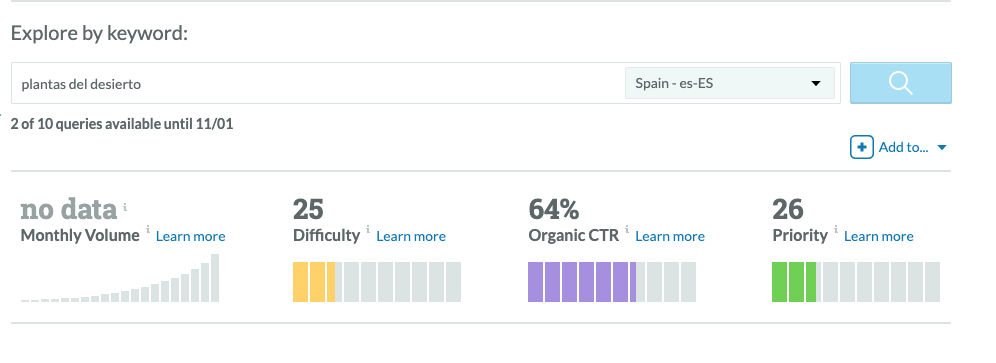 Explore by keyword:
plantas del desierto
Spain - es-ES
2 of 10 queries available until 11/01
Add to...
no data i
Monthly Volume i Learn more
25
Difficulty i Learn more
64%
Organic CTR i Learn more
26
Priority i Learn more